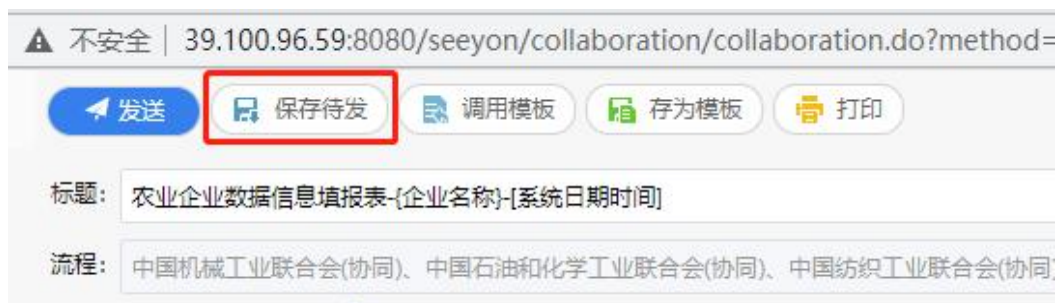 不安全 | 39.100.96.59:8080/seeyon/collaboration/collaboration.do?method=
发送 保存待发 调用模板 存为模板 打印
标题: 农业企业数据信息填报表-{企业名称}-[系统日期时间]
流程: 中国机械工业联合会(协同)、中国石油和化学工业联合会(协同)、中国纺织工业联合会(协同)